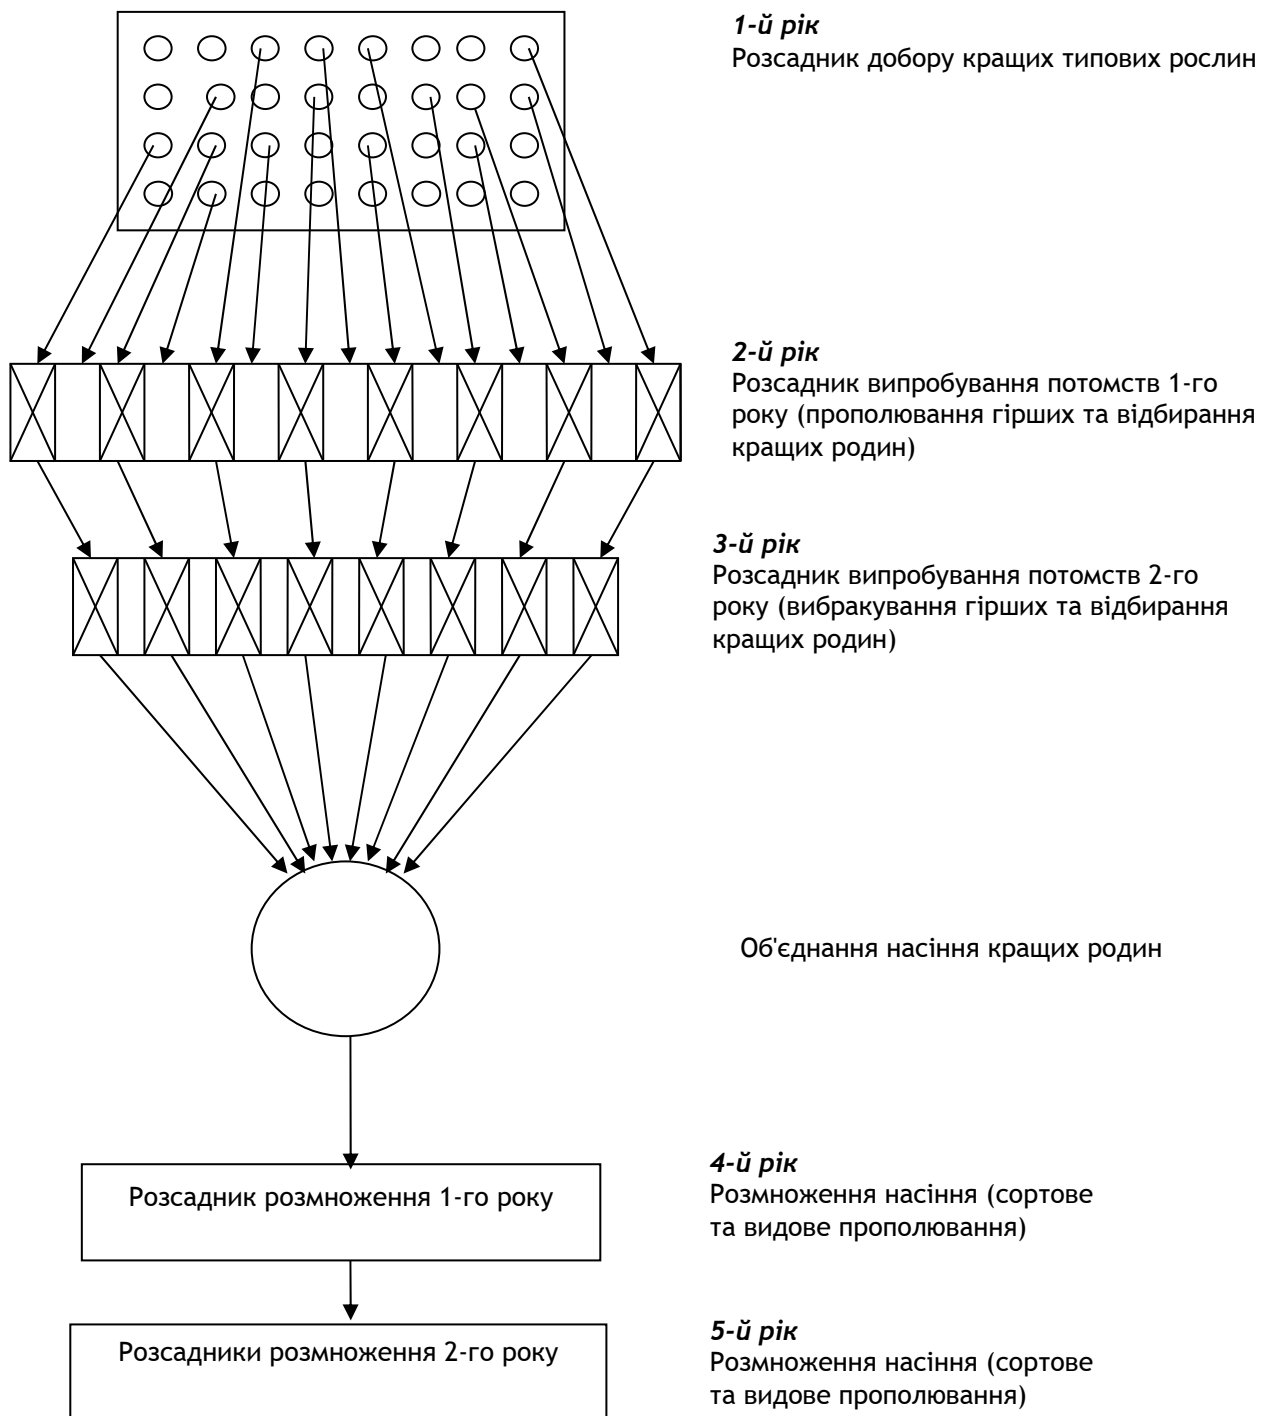 1-й рік
Розсадник добору кращих типових рослин
2-й рік
Розсадник випробування потомств 1-го
року (прополювання гірших та відбирання
кращих родин)
3-й рік
Розсадник випробування потомств 2-го
року (вибракування гірших та відбирання
кращих родин)
Об'єднання насіння кращих родин
Розсадник розмноження 1-го року
4-й рік
Розмноження насіння (сортове
та видове прополювання)
Розсадники розмноження 2-го року
5-й рік
Розмноження насіння (сортове
та видове прополювання)